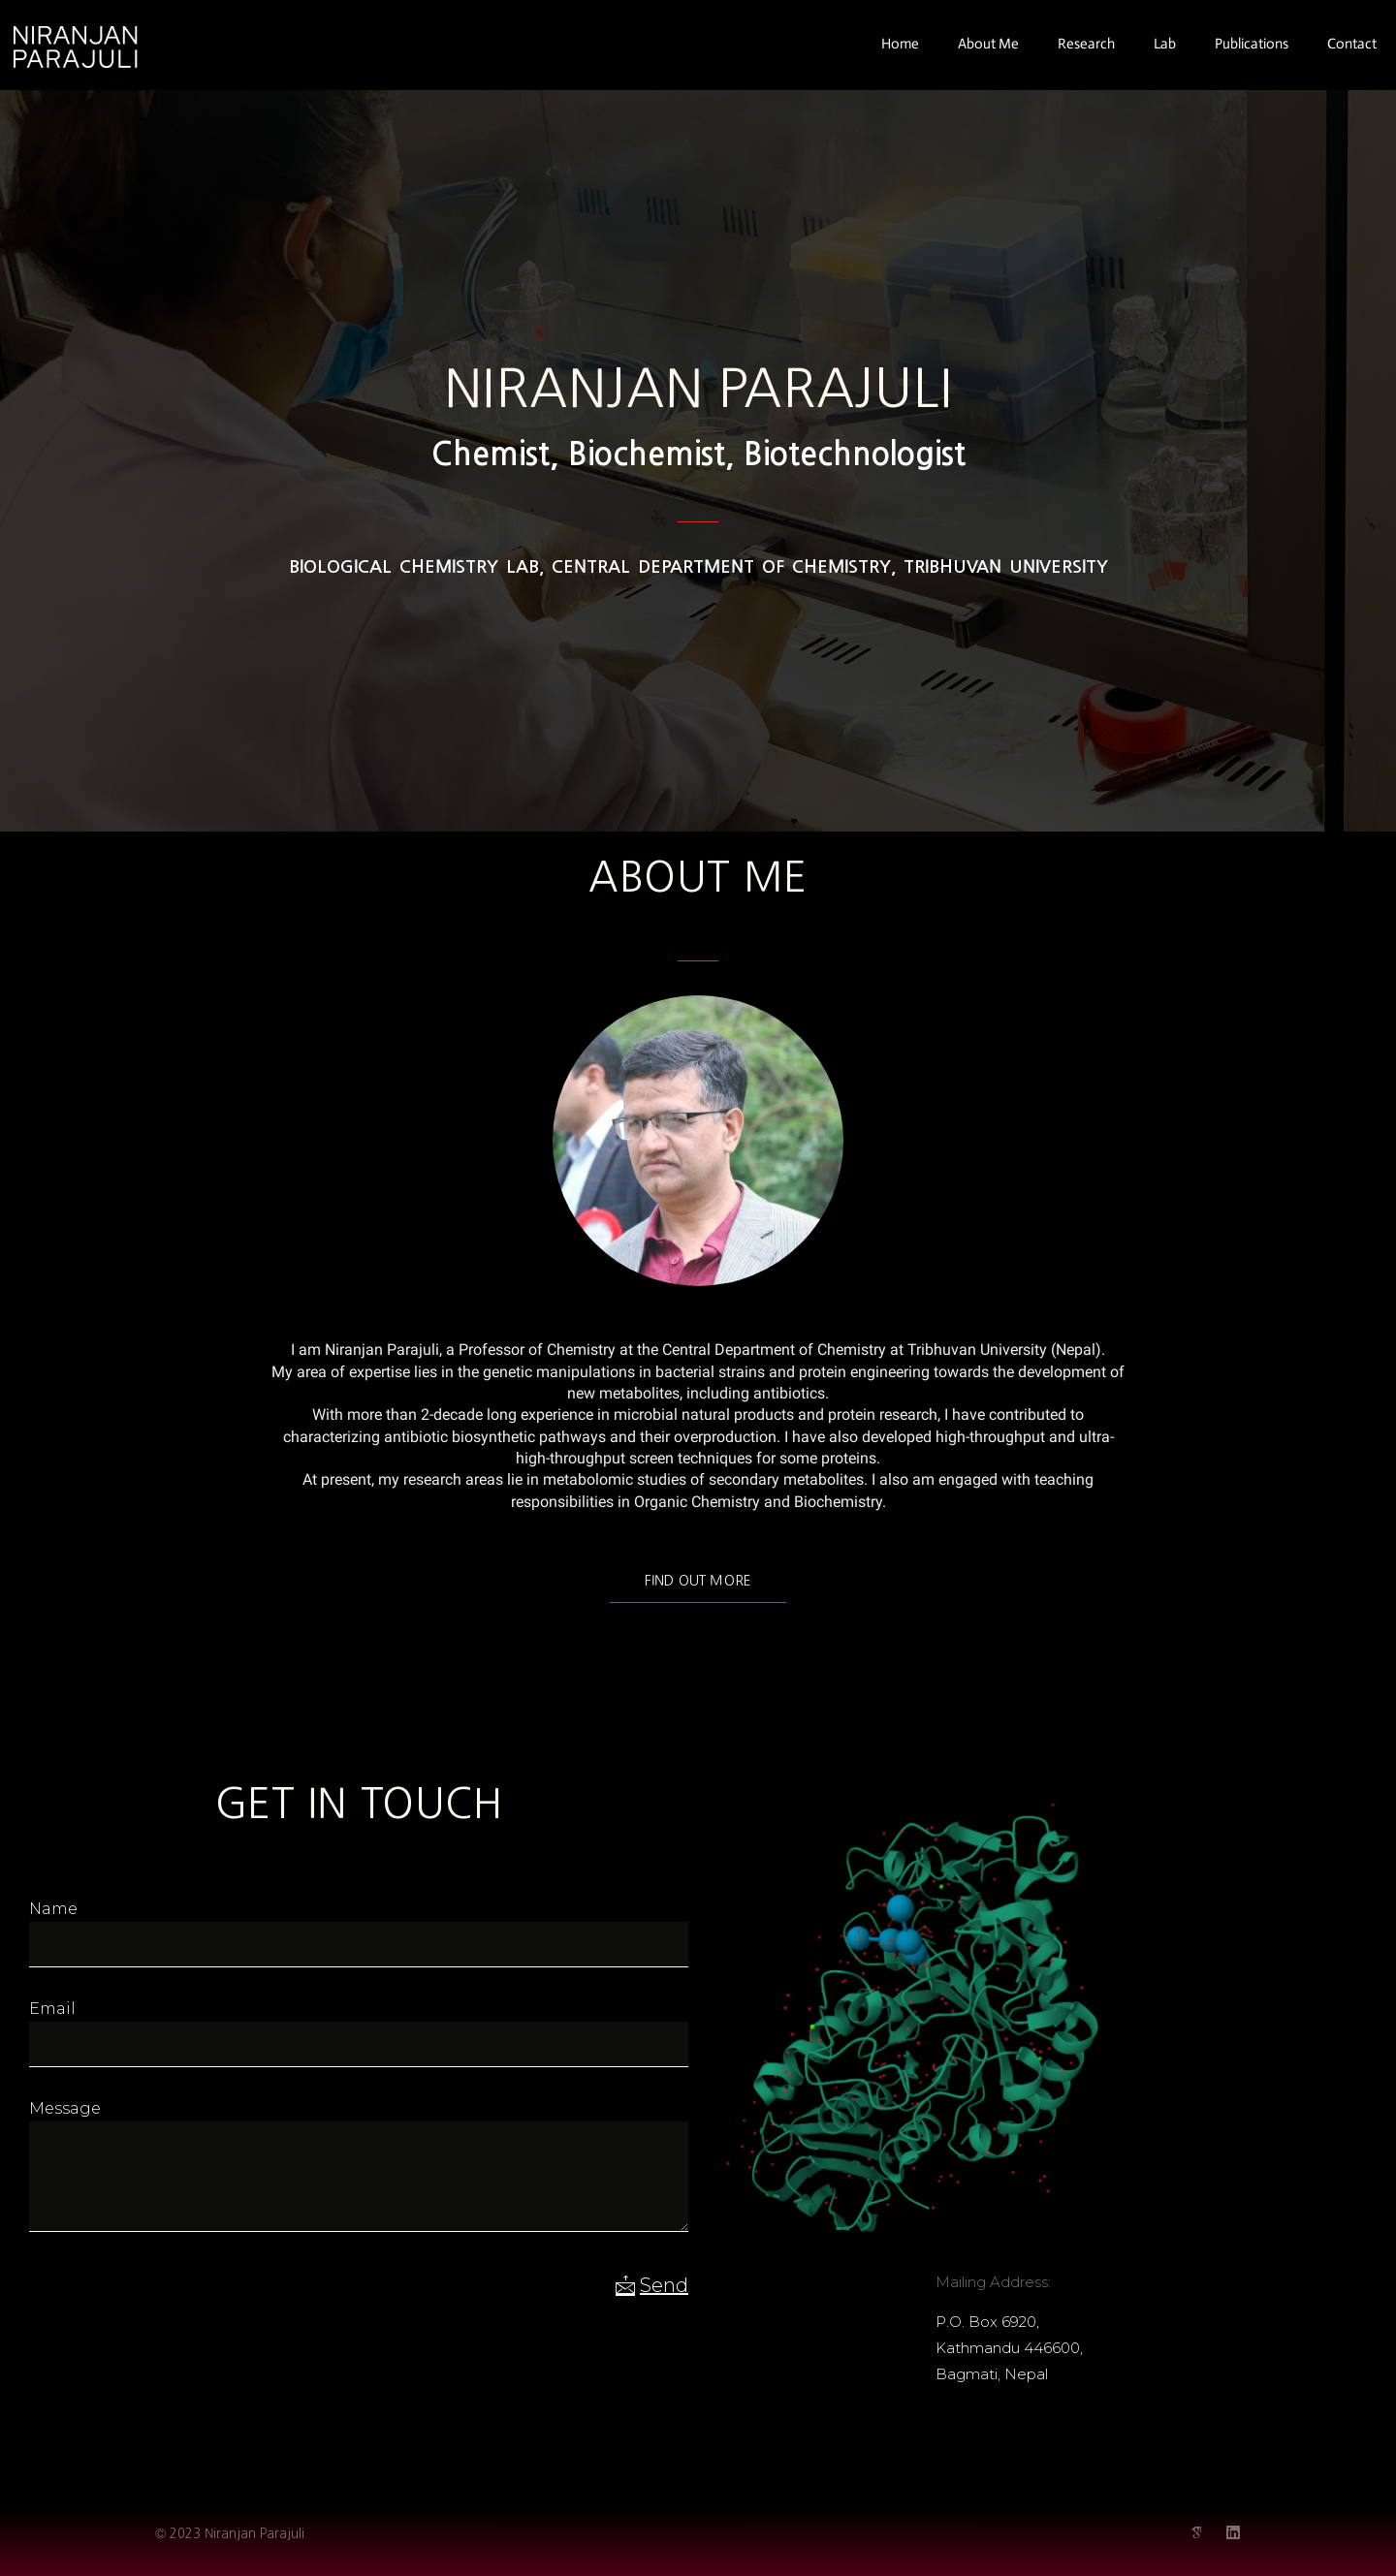 NIRANJAN
PARAJULI
Home About Me Research Lab Publications Contact
NIRANJAN PARAJULI
Chemist, Biochemist, Biotechnologist
BIOLOGICAL CHEMISTRY LAB, CENTRAL DEPARTMENT OF CHEMISTRY, TRIBHUVAN UNIVERSITY
ABOUT ME
I am Niranjan Parajuli, a Professor of Chemistry at the Central Department of Chemistry at Tribhuvan University (Nepal).
My area of expertise lies in the genetic manipulations in bacterial strains and protein engineering towards the development of
new metabolites, including antibiotics.
With more than 2-decade long experience in microbial natural products and protein research, I have contributed to
characterizing antibiotic biosynthetic pathways and their overproduction. I have also developed high-throughput and ultra-
high-throughput screen techniques for some proteins.
At present, my research areas lie in metabolomic studies of secondary metabolites. I also am engaged with teaching
responsibilities in Organic Chemistry and Biochemistry.
FIND OUT MORE
GET IN TOUCH
Name
Email
Message
Send
Mailing Address:
P.O. Box 6920,
Kathmandu 446600,
Bagmati, Nepal
© 2023 Niranjan Parajuli